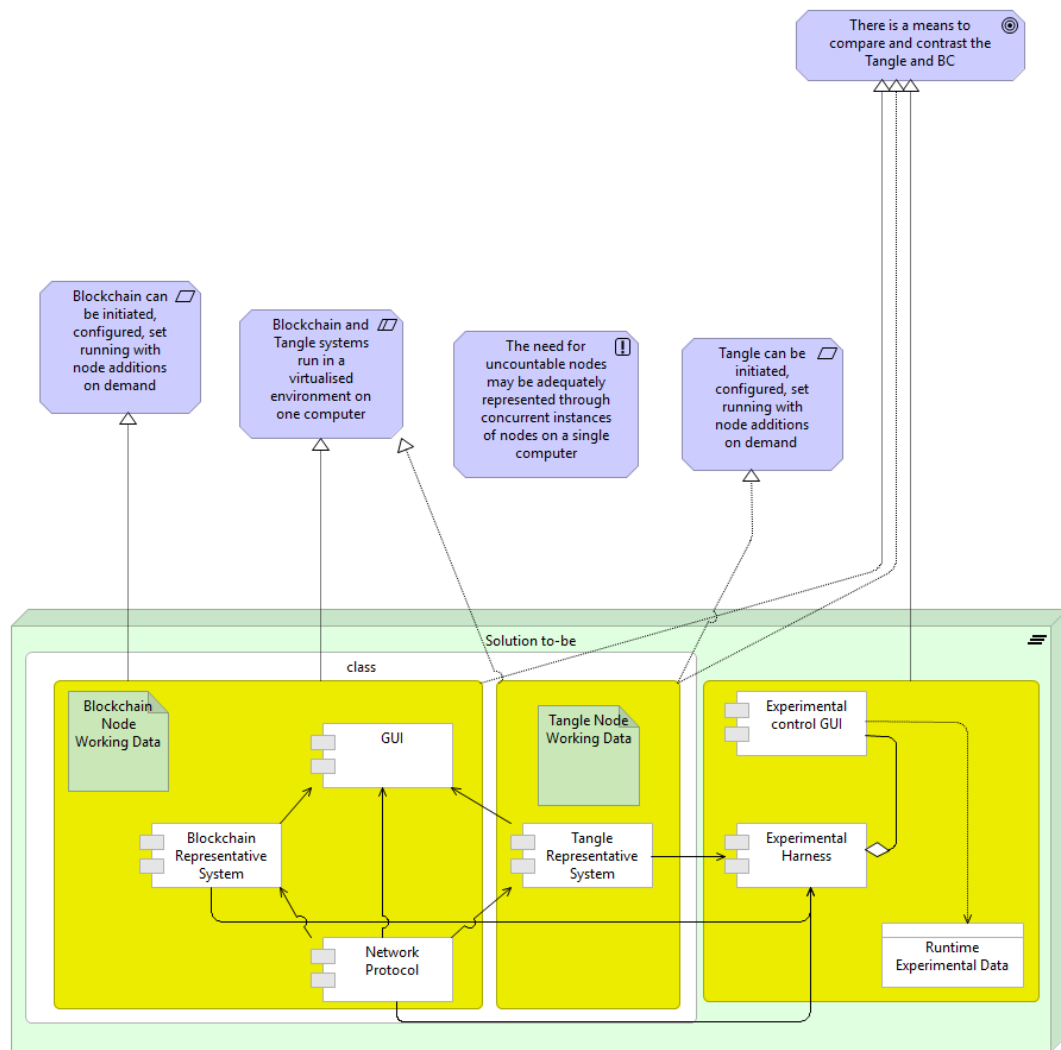 There is a means to
compare and contrast the
Tangle and BC
Blockchain can
be initiated,
configured, set
running with
node additions
on demand
Blockchain and
Tangle systems
run in a
virtualised
environment on
one computer
The need for
uncountable nodes
may be adequately
represented through
concurrent instances
of nodes on a single
computer
Tangle can be
initiated,
configured, set
running with
node additions
on demand
Solution to-be
class
Blockchain
Node
Working Data
GUI
Tangle Node
Working Data
Experimental
control GUI
Blockchain
Representative
System
Tangle
Representative
System
Experimental
Harness
Network
Protocol
Runtime
Experimental Data